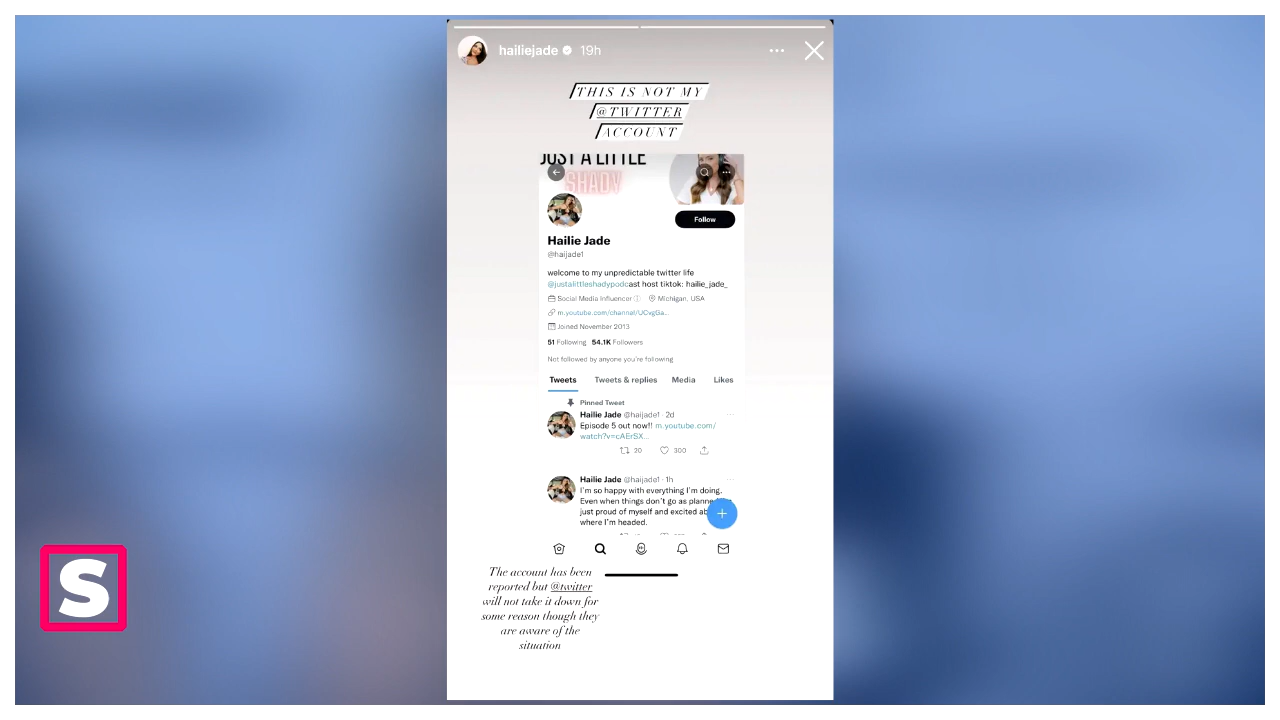 hailiejade 19h
THIS IS NOT MY
@TWITTER
ACCOUNT
JUST A LITTLE
SHADY
Follow
Hailie Jade
@haijade1
welcome to my unpredictable twitter life
@justalittleshadypodcast host tiktok: hailie_jade_
Social Media Influencer Michigan, USA
m.youtube.com/channel/UCvgGa...
Joined November 2013
51 Following 54.1K Followers
Not followed by anyone you're following
Tweets Tweets & replies Media Likes
Pinned Tweet
Hailie Jade @haijade1 · 2d
Episode 5 out now!! m.youtube.com/
watch?v=cAErSX...
20 300
Hailie Jade @haijade1 · 1h
I'm so happy with everything I'm doing.
Even when things don't go as
just proud of myself and excited
where I'm headed.
The account has been
reported but @twitter
will not take it down for
some reason though they
are aware of the
situation
S